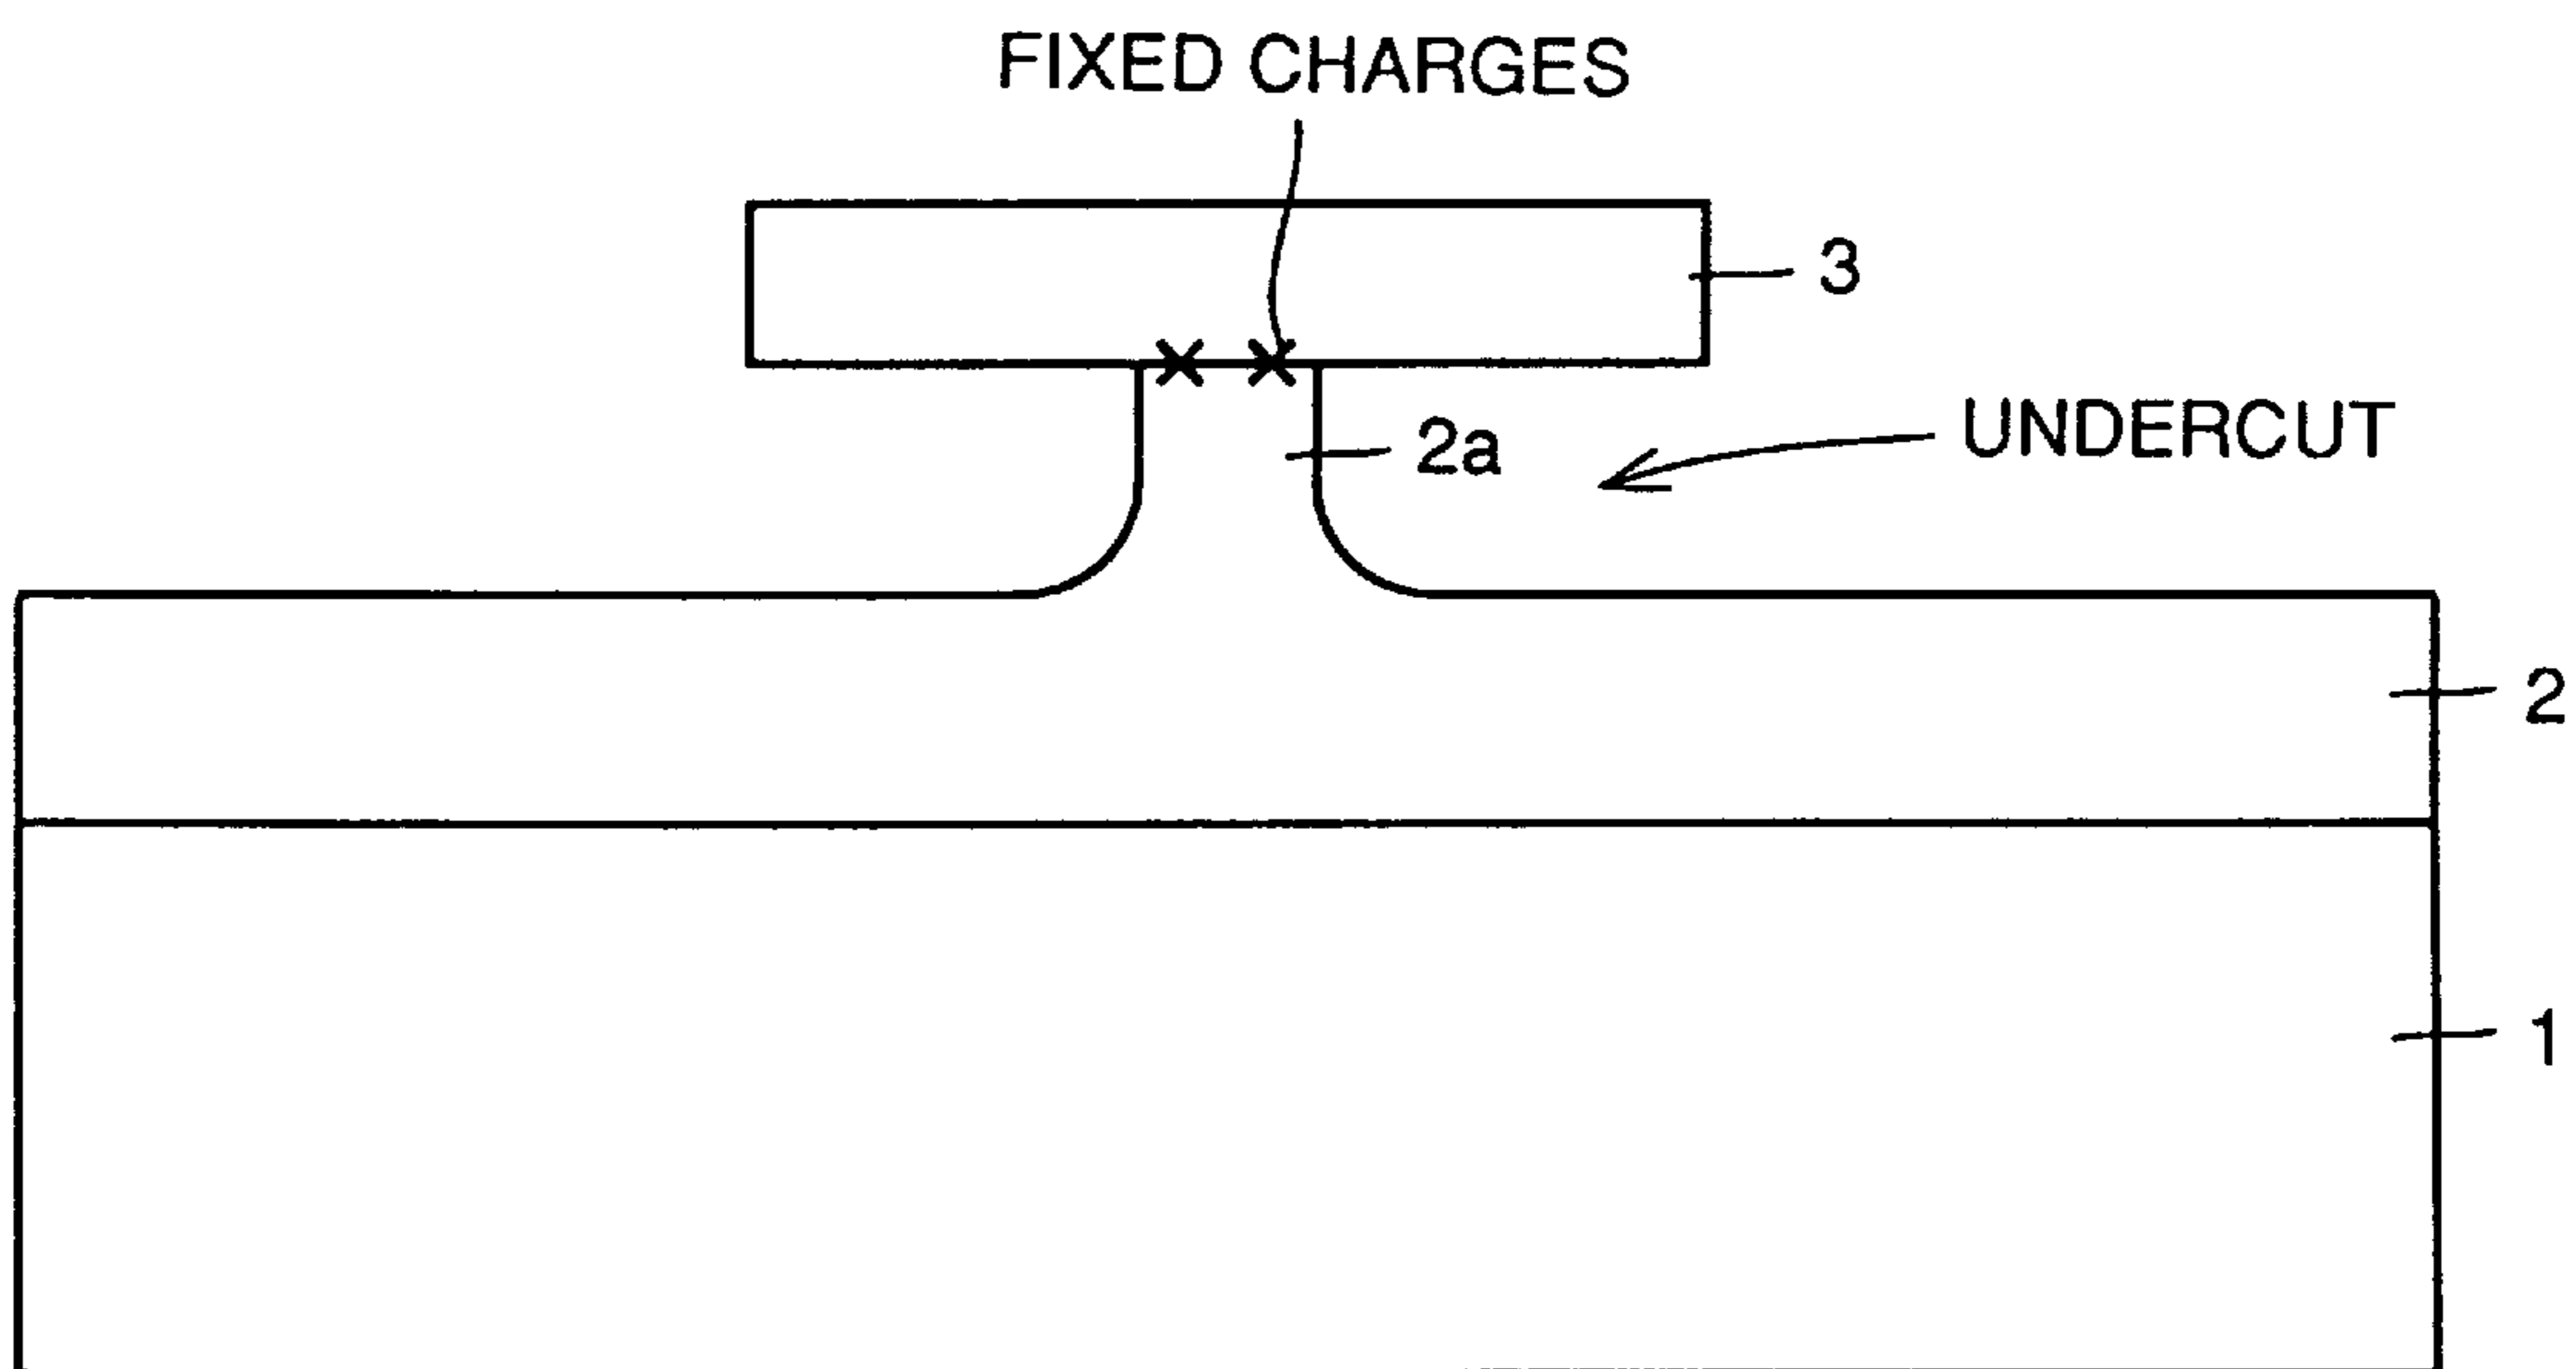 FIXED CHARGES
3
2a
UNDERCUT
2
1